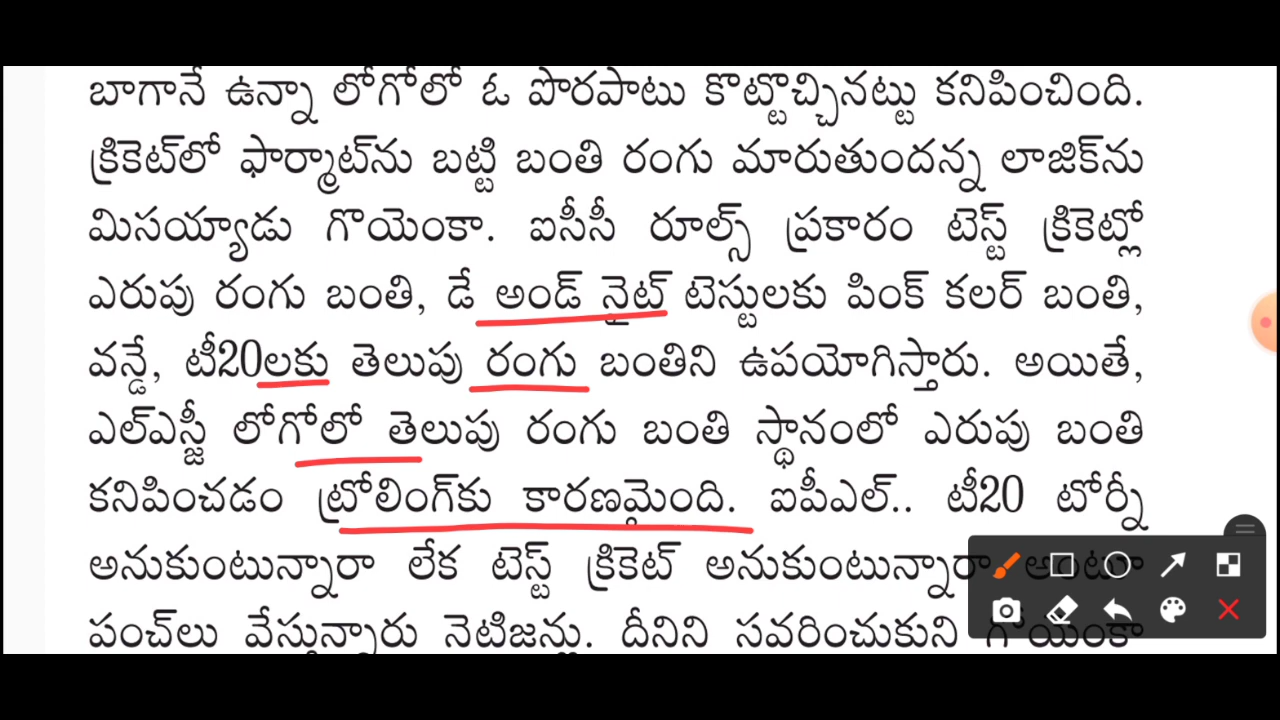 బాగానే ఉన్నా లోగోలో ఓ పొరపాటు కొట్టొచ్చినట్టు కనిపించింది.
క్రికెట్‌లో ఫార్మాట్‌ను బట్టి బంతి రంగు మారుతుందన్న లాజిక్‌ను
మిసయ్యాడు గొయెంకా. ఐసీసీ రూల్స్ ప్రకారం టెస్ట్ క్రికెట్లో
ఎరుపు రంగు బంతి, డే అండ్ నైట్ టెస్టులకు పింక్ కలర్ బంతి,
వన్డే, టీ20లకు తెలుపు రంగు బంతిని ఉపయోగిస్తారు. అయితే,
ఎల్ఎస్జీ లోగోలో తెలుపు రంగు బంతి స్థానంలో ఎరుపు బంతి
కనిపించడం ట్రోలింగ్‌కు కారణమైంది. ఐపీఎల్.. టీ20 టోర్నీ
అనుకుంటున్నారా లేక టెస్ట్ క్రికెట్ అనుకుంటున్నారా అంటూ
పంచ్‌లు వేస్తున్నారు నెటిజన్లు. దీనిని సవరించుకుని గోయెంకా